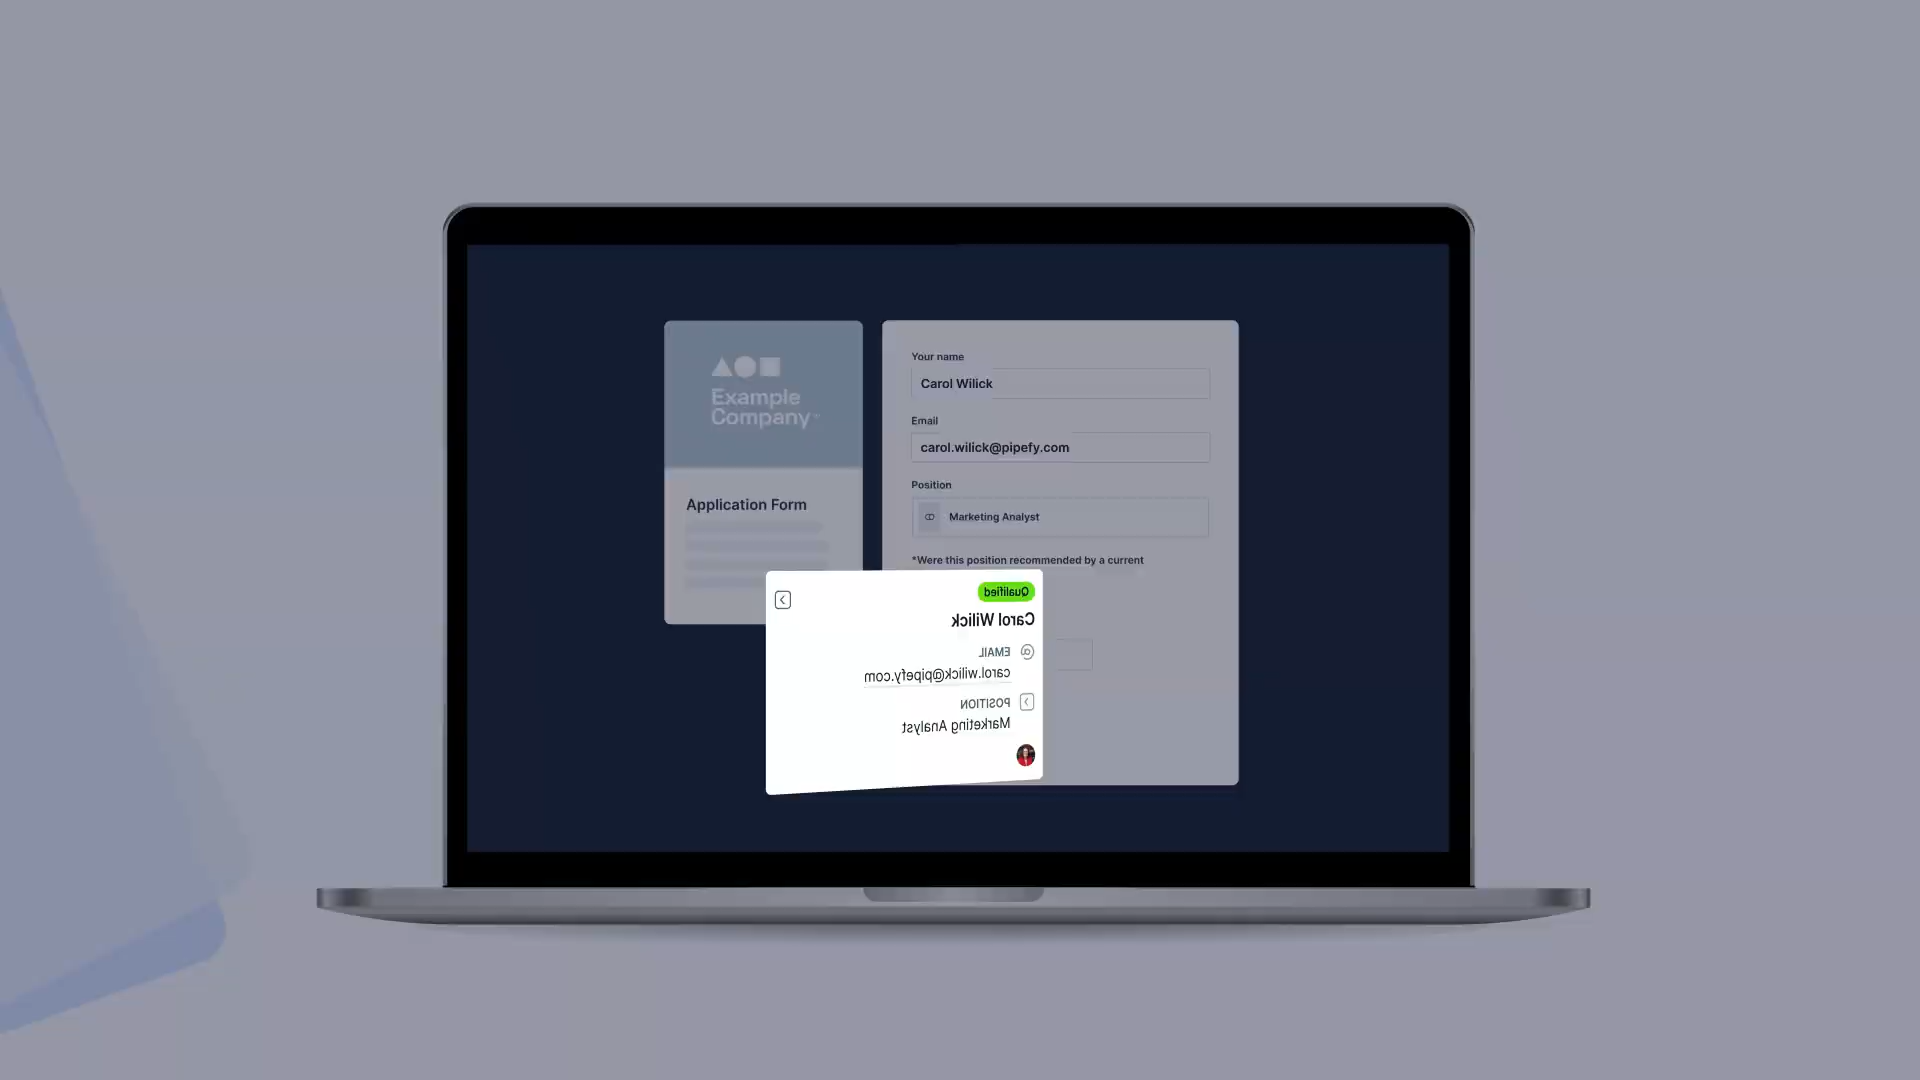 Example
Company™
Application Form
Your name
Carol Wilick
Email
carol.wilick@pipefy.com
Position
Marketing Analyst
*Were this position recommended by a current
Qualified
Carol Wilick
EMAIL
carol.wilick@pipefy.com
POSITION
Marketing Analyst